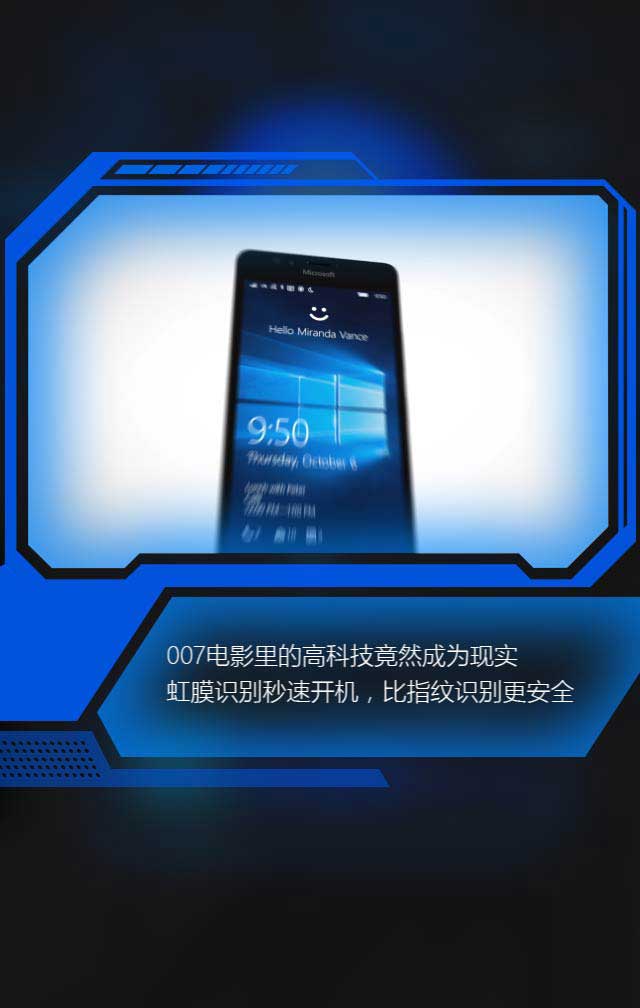 Microsoft
Hello Miranda Vance
9:50
Thursday, October 8
007电影里的高科技竟然成为现实
虹膜识别秒速开机，比指纹识别更安全